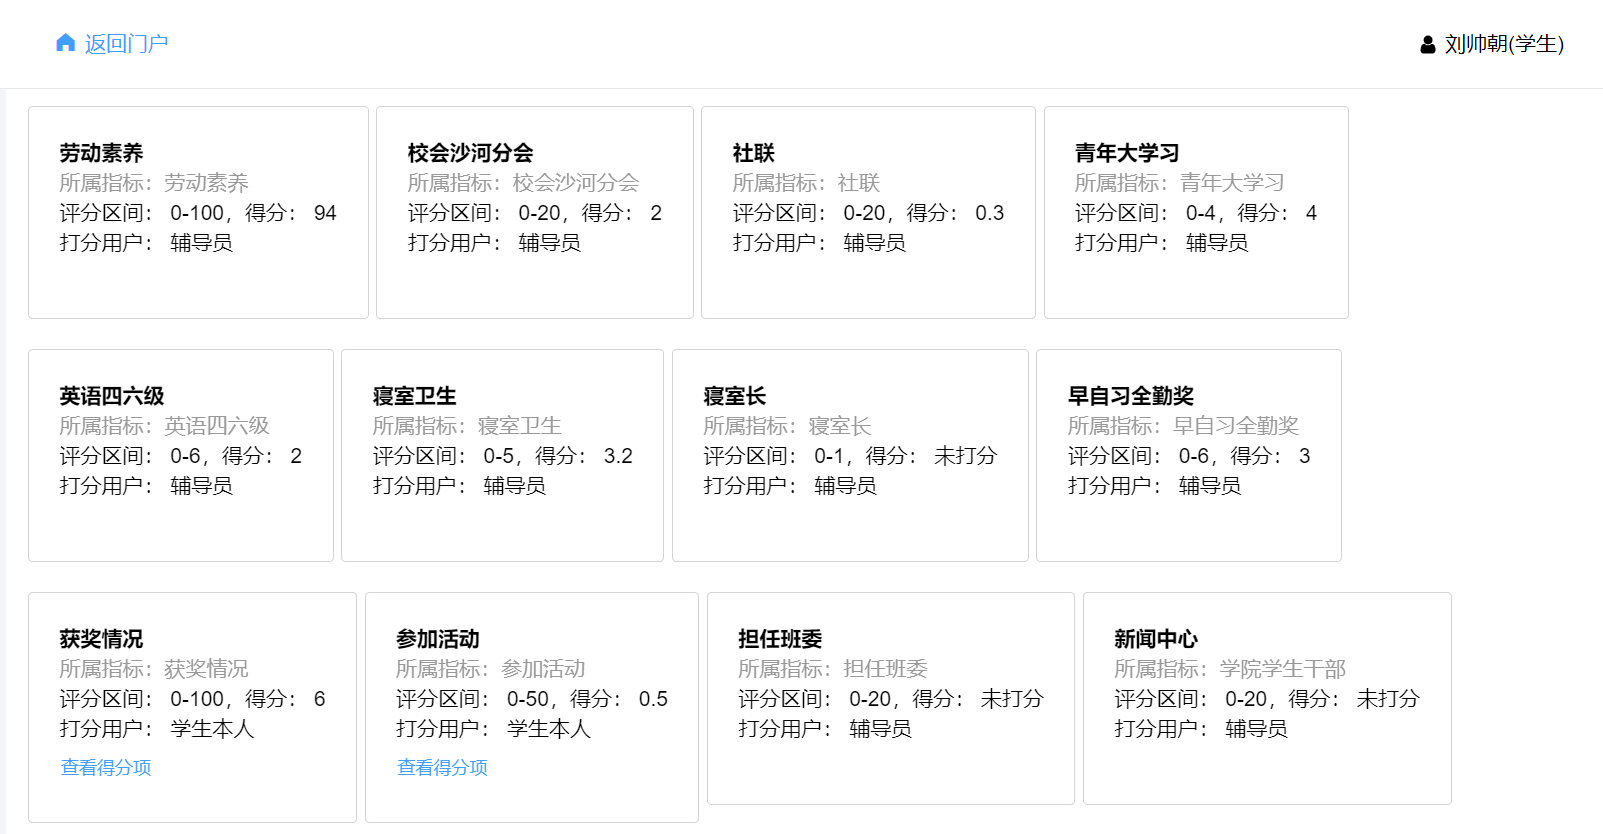 返回门户
刘帅朝(学生)
劳动素养
所属指标：劳动素养
评分区间： 0-100，得分： 94
打分用户： 辅导员
校会沙河分会
所属指标：校会沙河分会
评分区间： 0-20，得分： 2
打分用户： 辅导员
社联
所属指标：社联
评分区间： 0-20，得分： 0.3
打分用户： 辅导员
青年大学习
所属指标：青年大学习
评分区间： 0-4，得分： 4
打分用户： 辅导员
英语四六级
所属指标：英语四六级
评分区间： 0-6，得分： 2
打分用户： 辅导员
寝室卫生
所属指标：寝室卫生
评分区间： 0-5，得分： 3.2
打分用户： 辅导员
寝室长
所属指标：寝室长
评分区间： 0-1，得分： 未打分
打分用户： 辅导员
早自习全勤奖
所属指标：早自习全勤奖
评分区间： 0-6，得分： 3
打分用户： 辅导员
获奖情况
所属指标：获奖情况
评分区间： 0-100，得分： 6
打分用户： 学生本人
查看得分项
参加活动
所属指标：参加活动
评分区间： 0-50，得分： 0.5
打分用户： 学生本人
查看得分项
担任班委
所属指标：担任班委
评分区间： 0-20，得分： 未打分
打分用户： 辅导员
新闻中心
所属指标：学院学生干部
评分区间： 0-20，得分： 未打分
打分用户： 辅导员